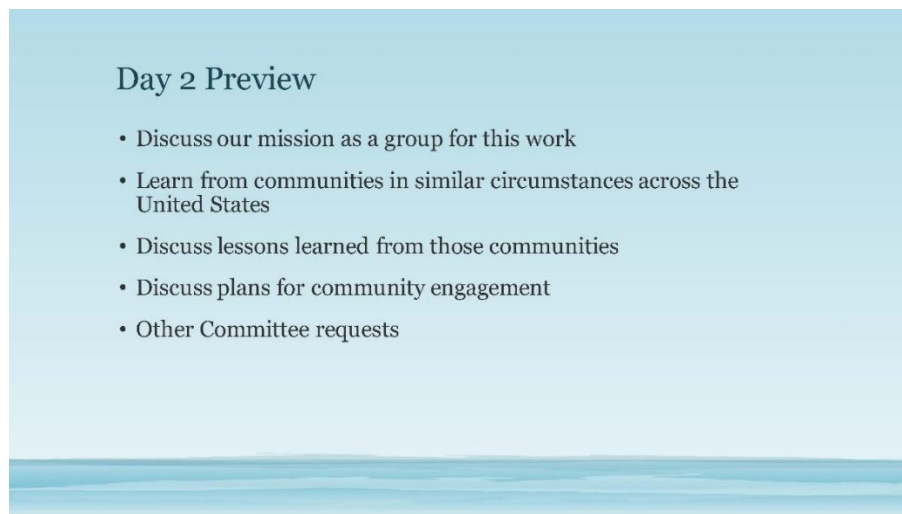 Day 2 Preview
• Discuss our mission as a group for this work
• Learn from communities in similar circumstances across the
United States
• Discuss lessons learned from those communities
• Discuss plans for community engagement
• Other Committee requests